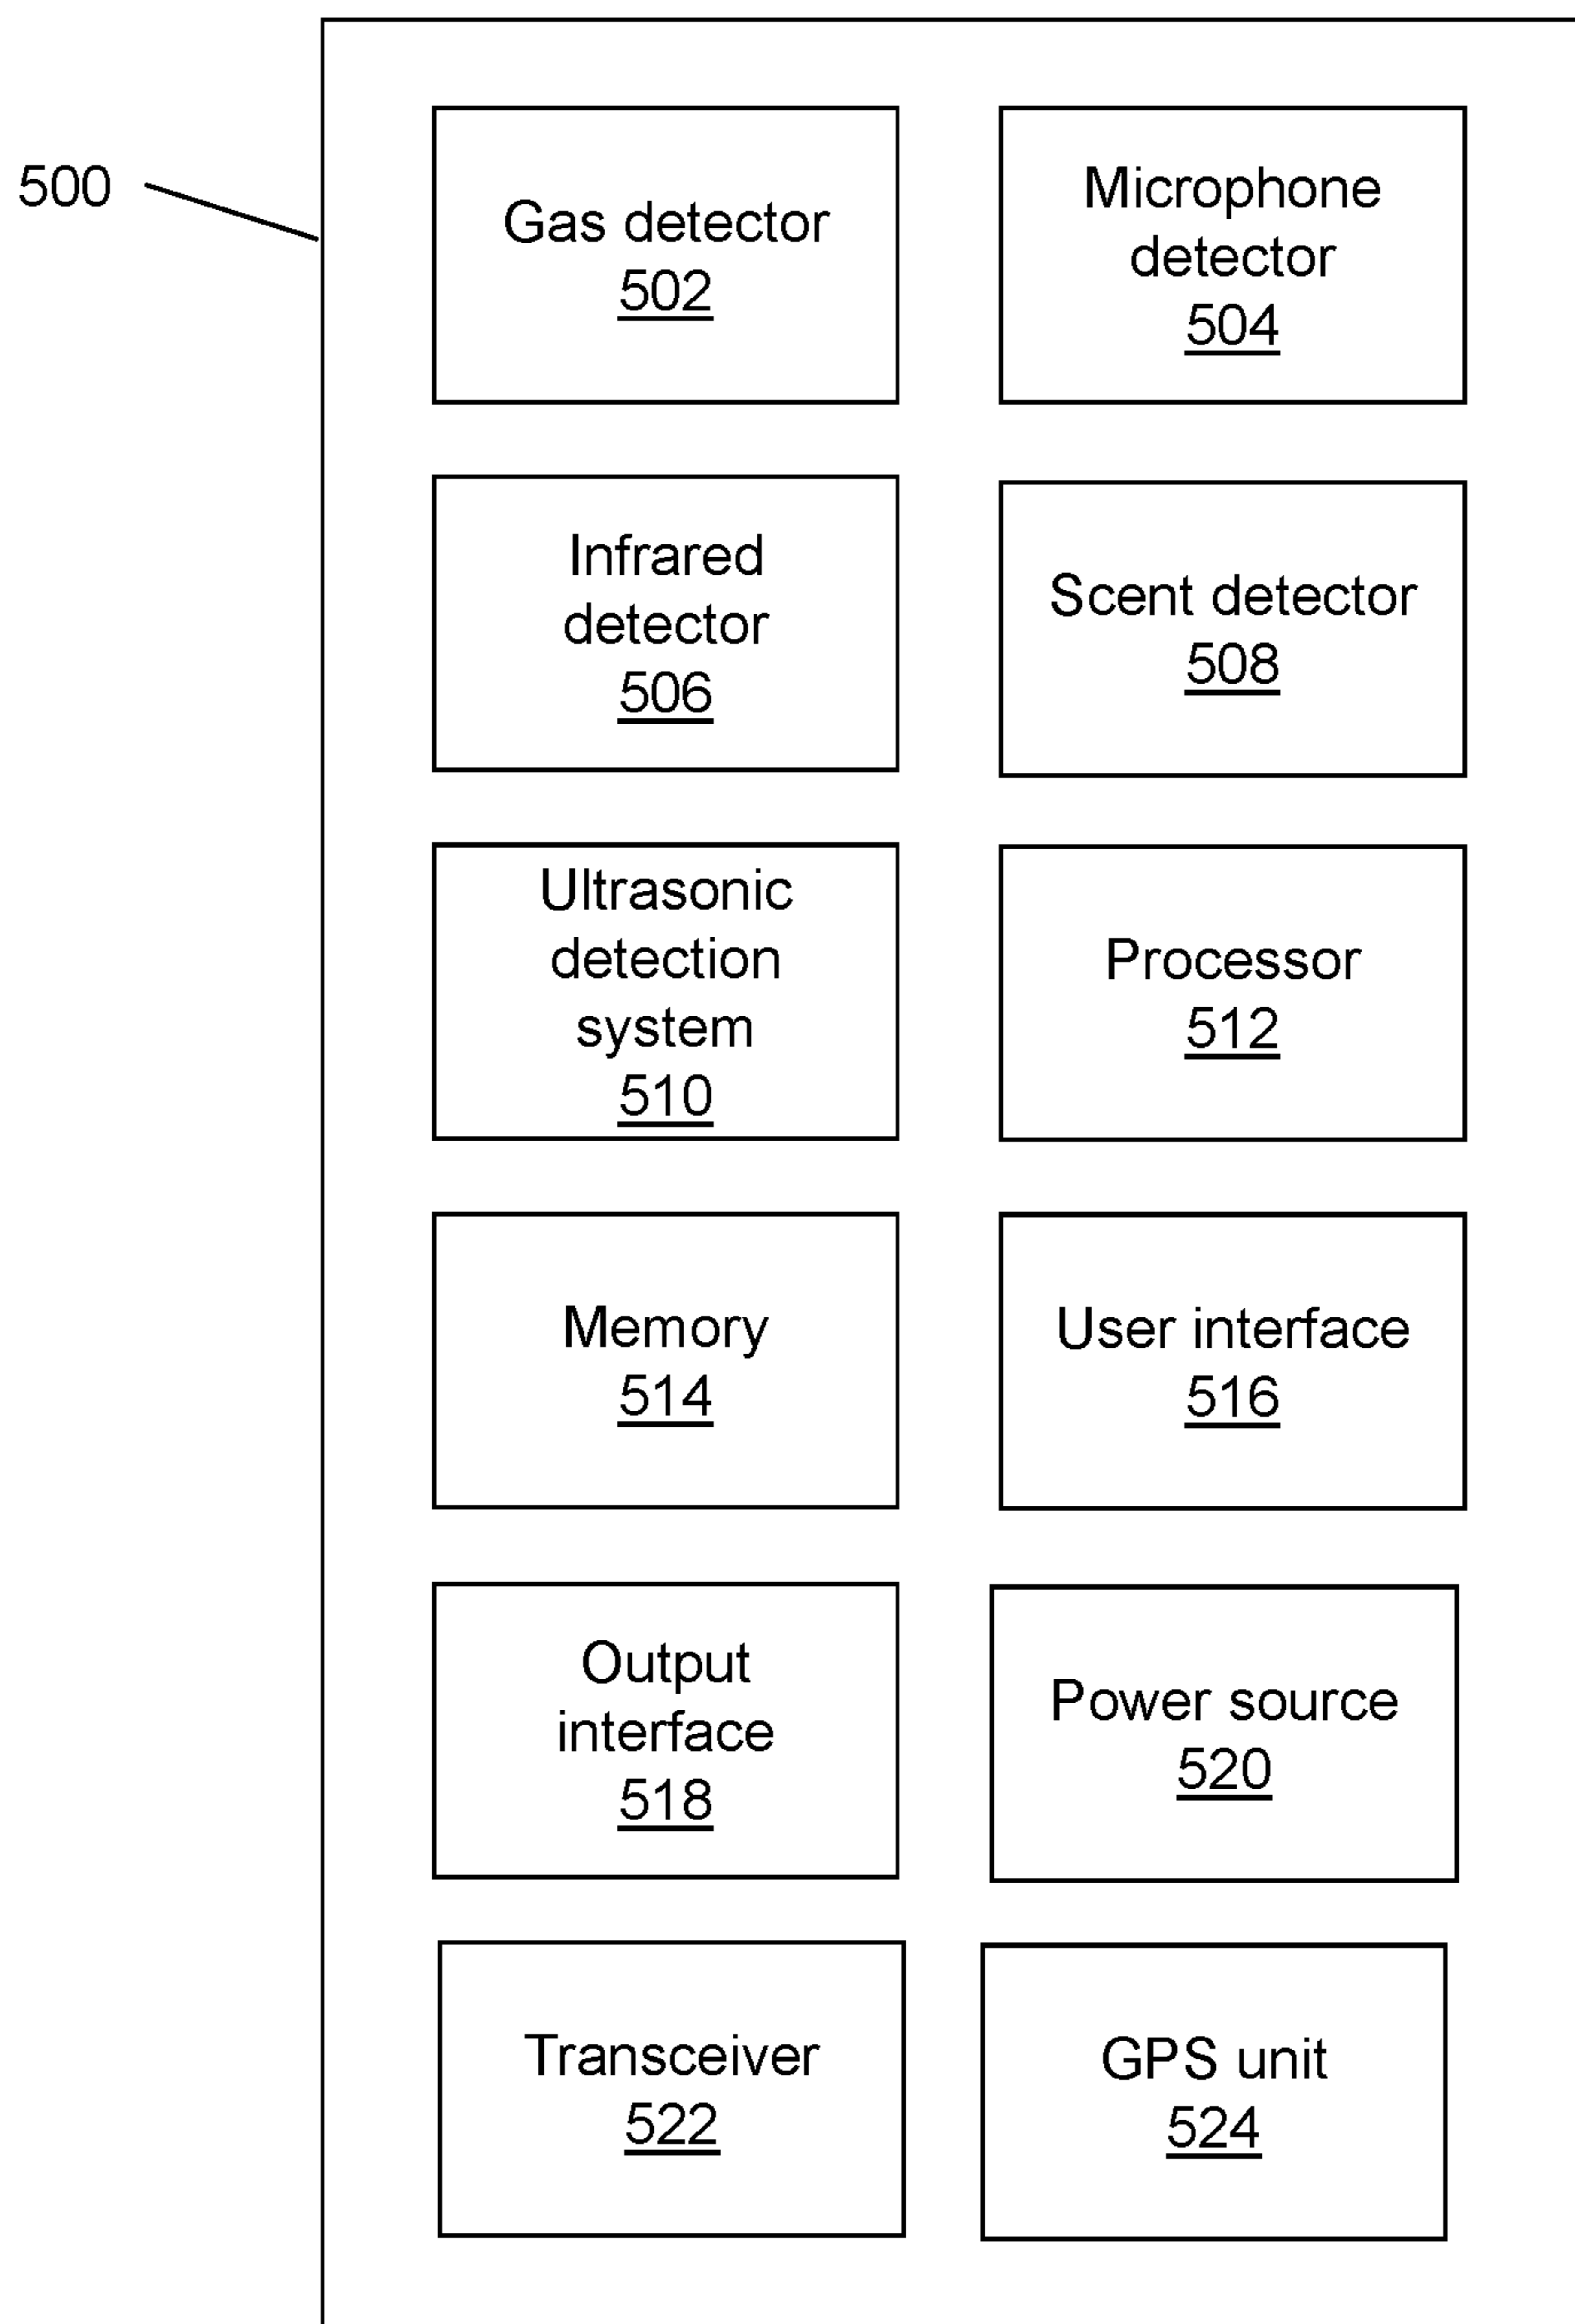 500
Gas detector
502
Microphone
detector
504
Infrared
detector
506
Scent detector
508
Ultrasonic
detection
system
510
Processor
512
Memory
514
User interface
516
Output
interface
518
Power source
520
Transceiver
522
GPS unit
524